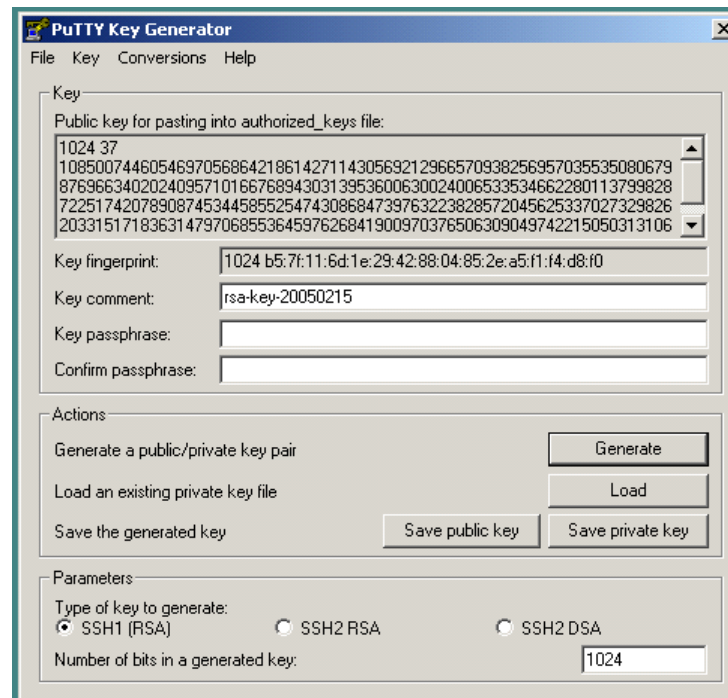 PuTTY Key Generator
File Key Conversions Help
Key
Public key for pasting into authorized_keys file:
1024 37
10850074460546970568642186142711430569212966570938256957035535080679
876966340202409571016676894303139536006300240065335346622801137998 28
722517420789087453445855254743086847397632238285720456253370273298 26
203315171836314797068553645976268419009703765063090497422150503131 06
Key fingerprint: 1024 b5:7f:11:6d:1e:29:42:88:04:85:2e:a5:f1:f4:d8:f0
Key comment: rsa-key-20050215
Key passphrase:
Confirm passphrase:
Actions
Generate a public/private key pair Generate
Load an existing private key file Load
Save the generated key Save public key Save private key
Parameters
Type of key to generate:
SSH1 (RSA) SSH2 RSA SSH2 DSA
Number of bits in a generated key: 1024